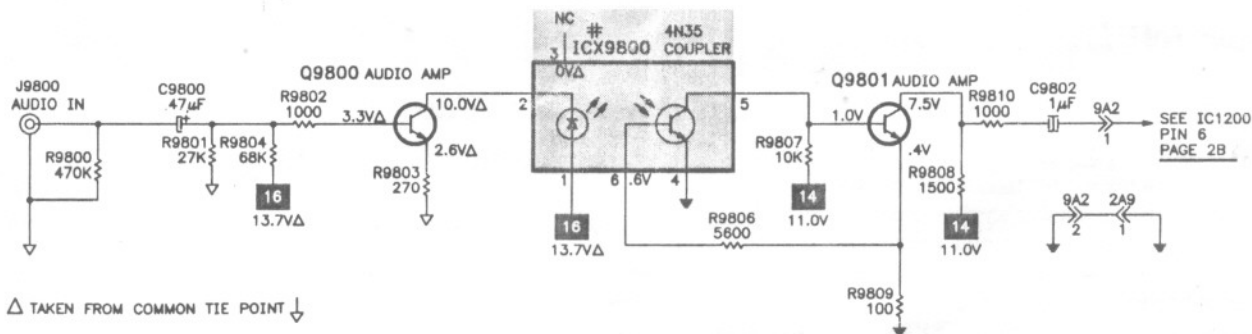 NC
#
ICX9800
4N35
COUPLER
3
0VΔ
J9800
AUDIO IN
C9800
.47µF
+
R9802
1000
Q9800 AUDIO AMP
3.3VΔ
10.0VΔ
2
5
Q9801 AUDIO AMP
1.0V
7.5V
R9810
1000
C9802
1µF
9A2
1
SEE IC1200
PIN 6
PAGE 2B
R9800
470K
R9801
27K
R9804
68K
2.6VΔ
R9803
270
R9807
10K
.4V
R9808
1500
1
6
.6V
4
16
13.7VΔ
16
13.7VΔ
R9806
5600
14
11.0V
14
11.0V
9A2
2
2A9
1
R9809
100
Δ TAKEN FROM COMMON TIE POINT